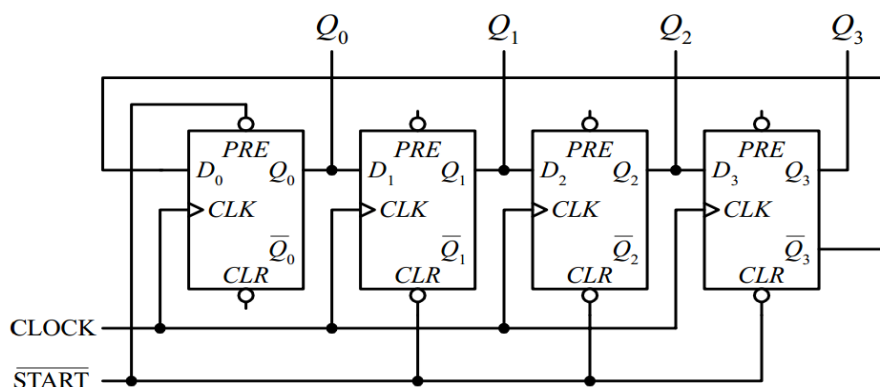 Q₀ Q₁ Q₂ Q₃
PRE PRE PRE PRE
D₀ Q₀ D₁ Q₁ D₂ Q₂ D₃ Q₃
CLK CLK CLK CLK
Q̅₀ Q̅₁ Q̅₂ Q̅₃
CLR CLR CLR CLR
CLOCK
S̅T̅A̅R̅T̅